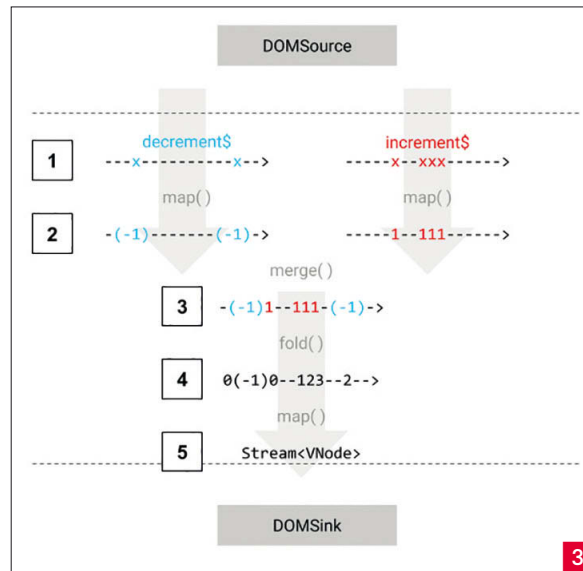 DOMSource
decrement$ increment$
1 ---x----------x--> x--xxx------>
map() map()
2 -(-1)-------(-1)-> -----1--111------>
merge()
3 -(-1)1--111-(-1)->
fold()
4 0(-1)0--123--2-->
map()
5 Stream<VNode>
DOMSink
3